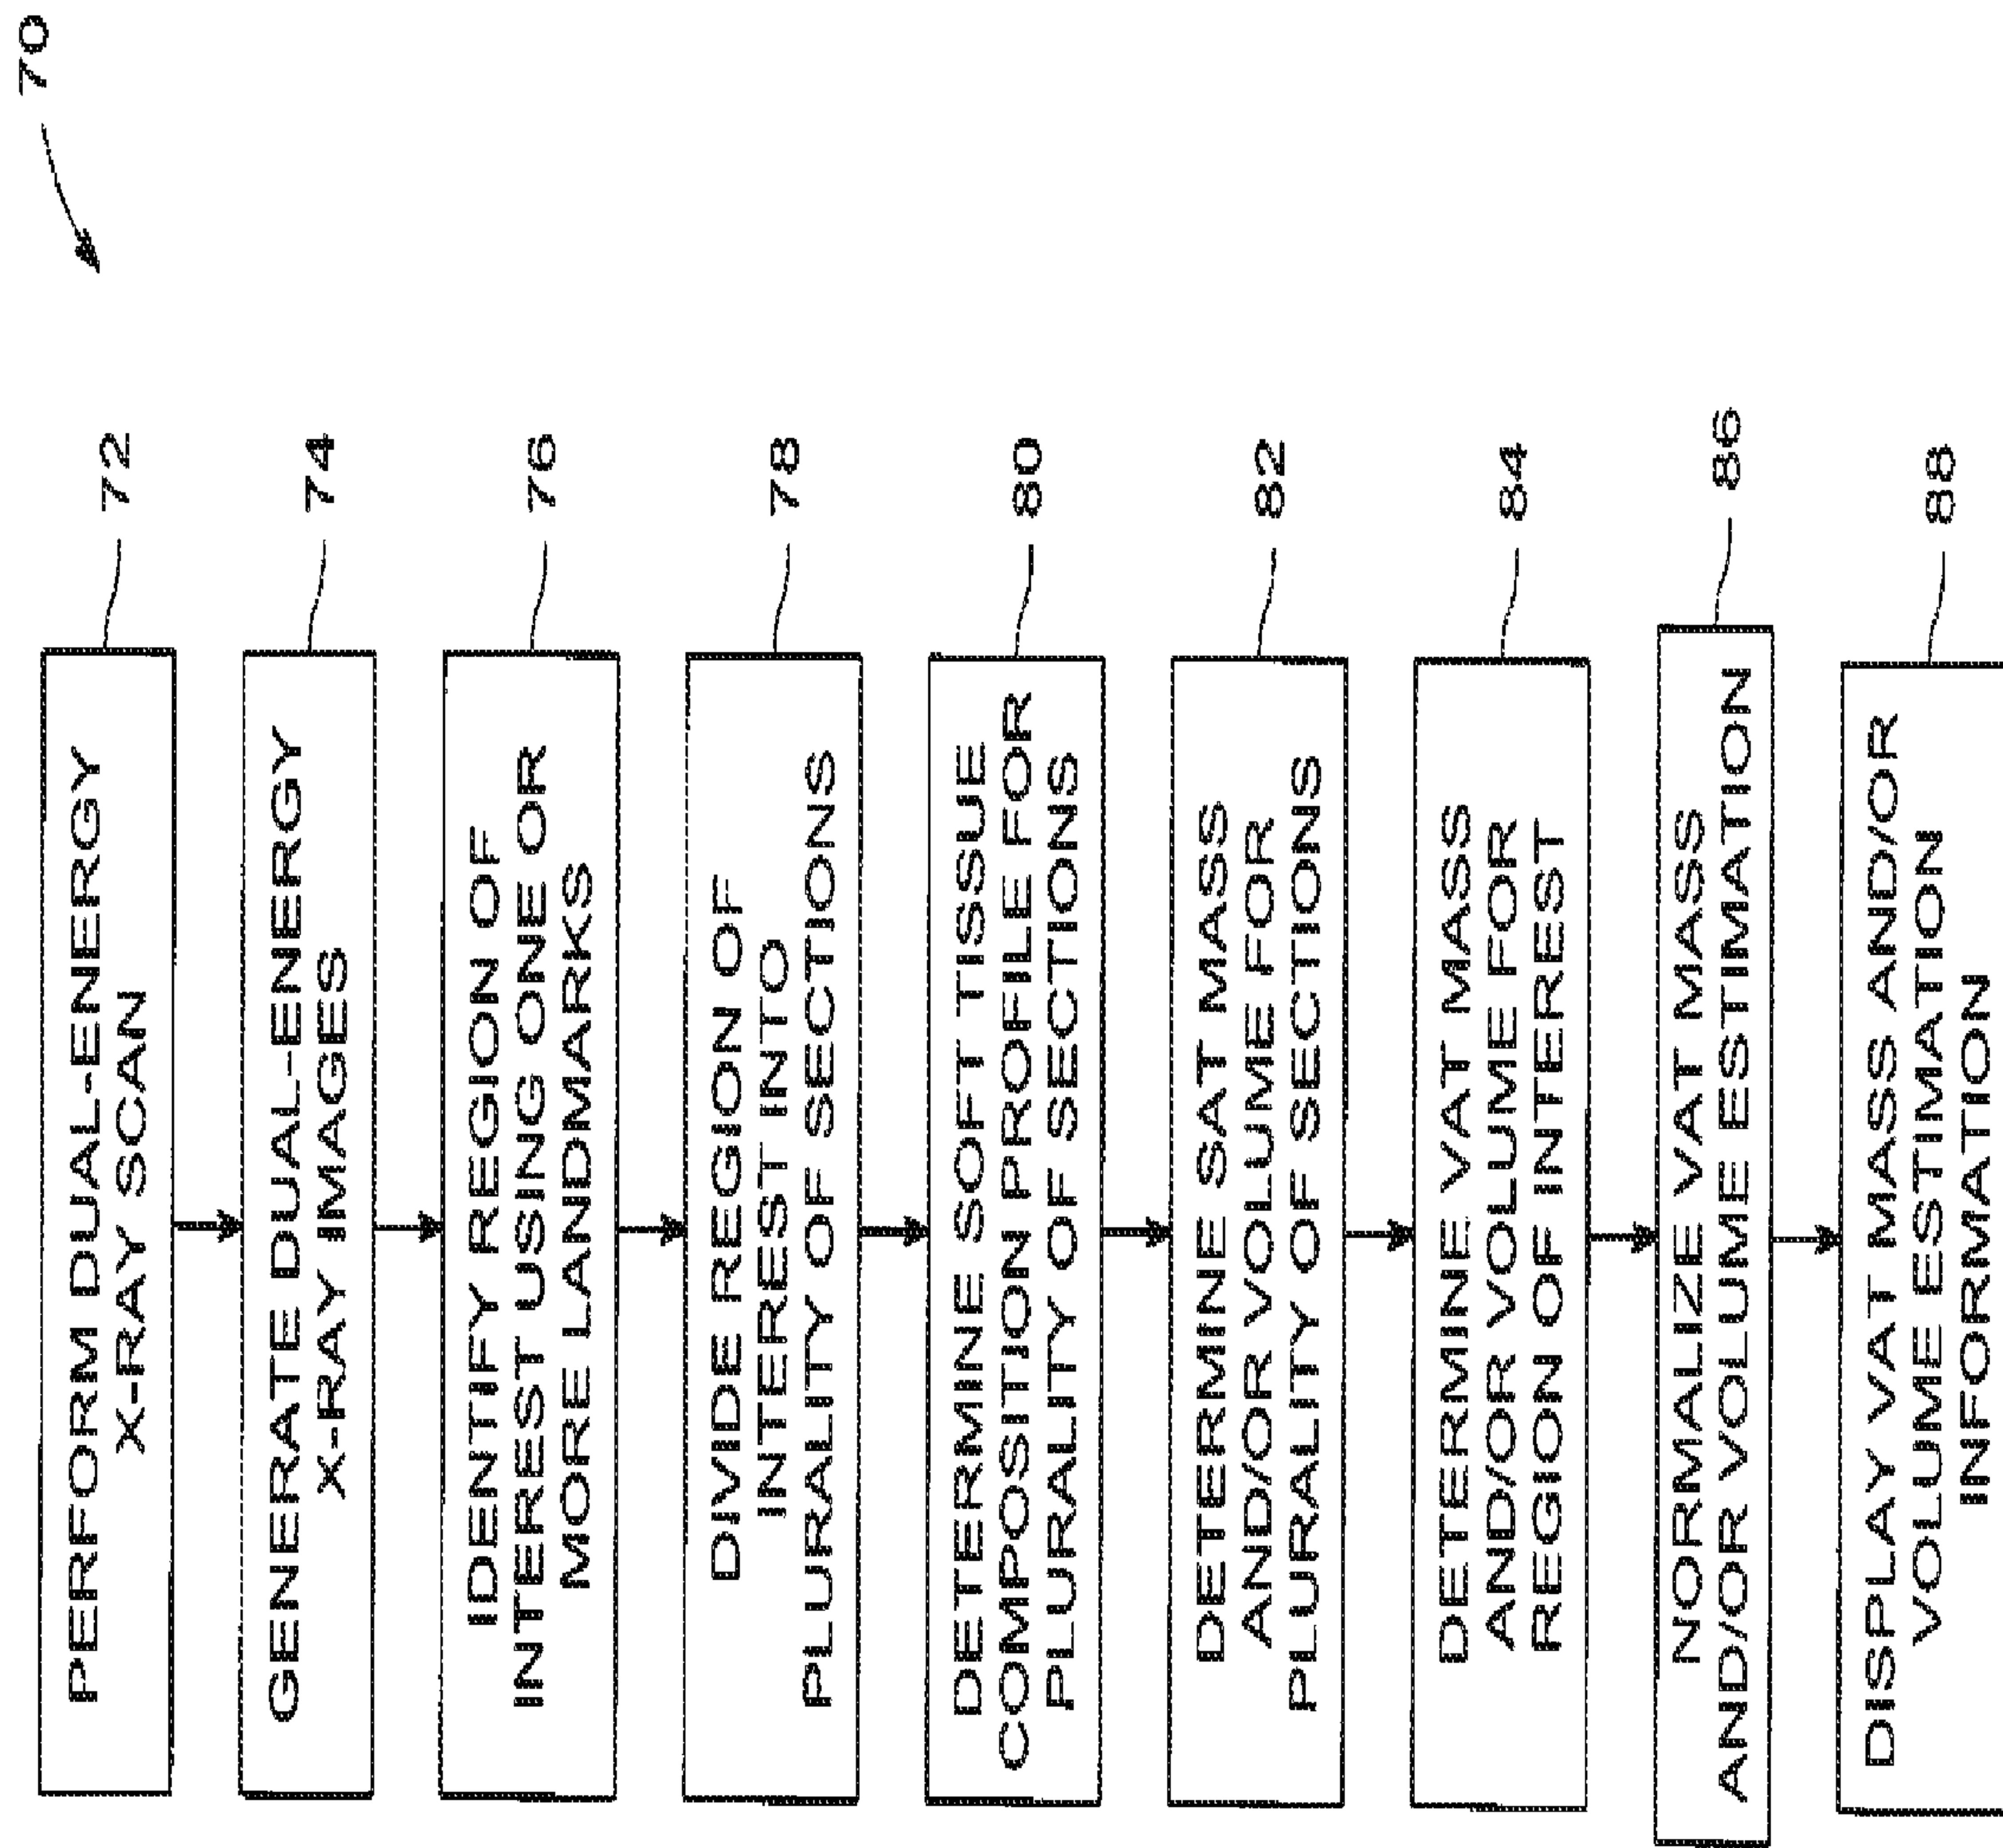 70
PERFORM DUAL-ENERGY
X-RAY SCAN
72
GENERATE DUAL-ENERGY
X-RAY IMAGES
74
IDENTIFY REGION OF
INTEREST USING ONE OR
MORE LANDMARKS
76
DIVIDE REGION OF
INTEREST INTO
PLURALITY OF SECTIONS
78
DETERMINE SOFT TISSUE
COMPOSITION PROFILE FOR
PLURALITY OF SECTIONS
80
DETERMINE SAT MASS
AND/OR VOLUME FOR
PLURALITY OF SECTIONS
82
DETERMINE VAT MASS
AND/OR VOLUME FOR
REGION OF INTEREST
84
NORMALIZE VAT MASS
AND/OR VOLUME ESTIMATION
86
DISPLAY VAT MASS AND/OR
VOLUME ESTIMATION
INFORMATION
88